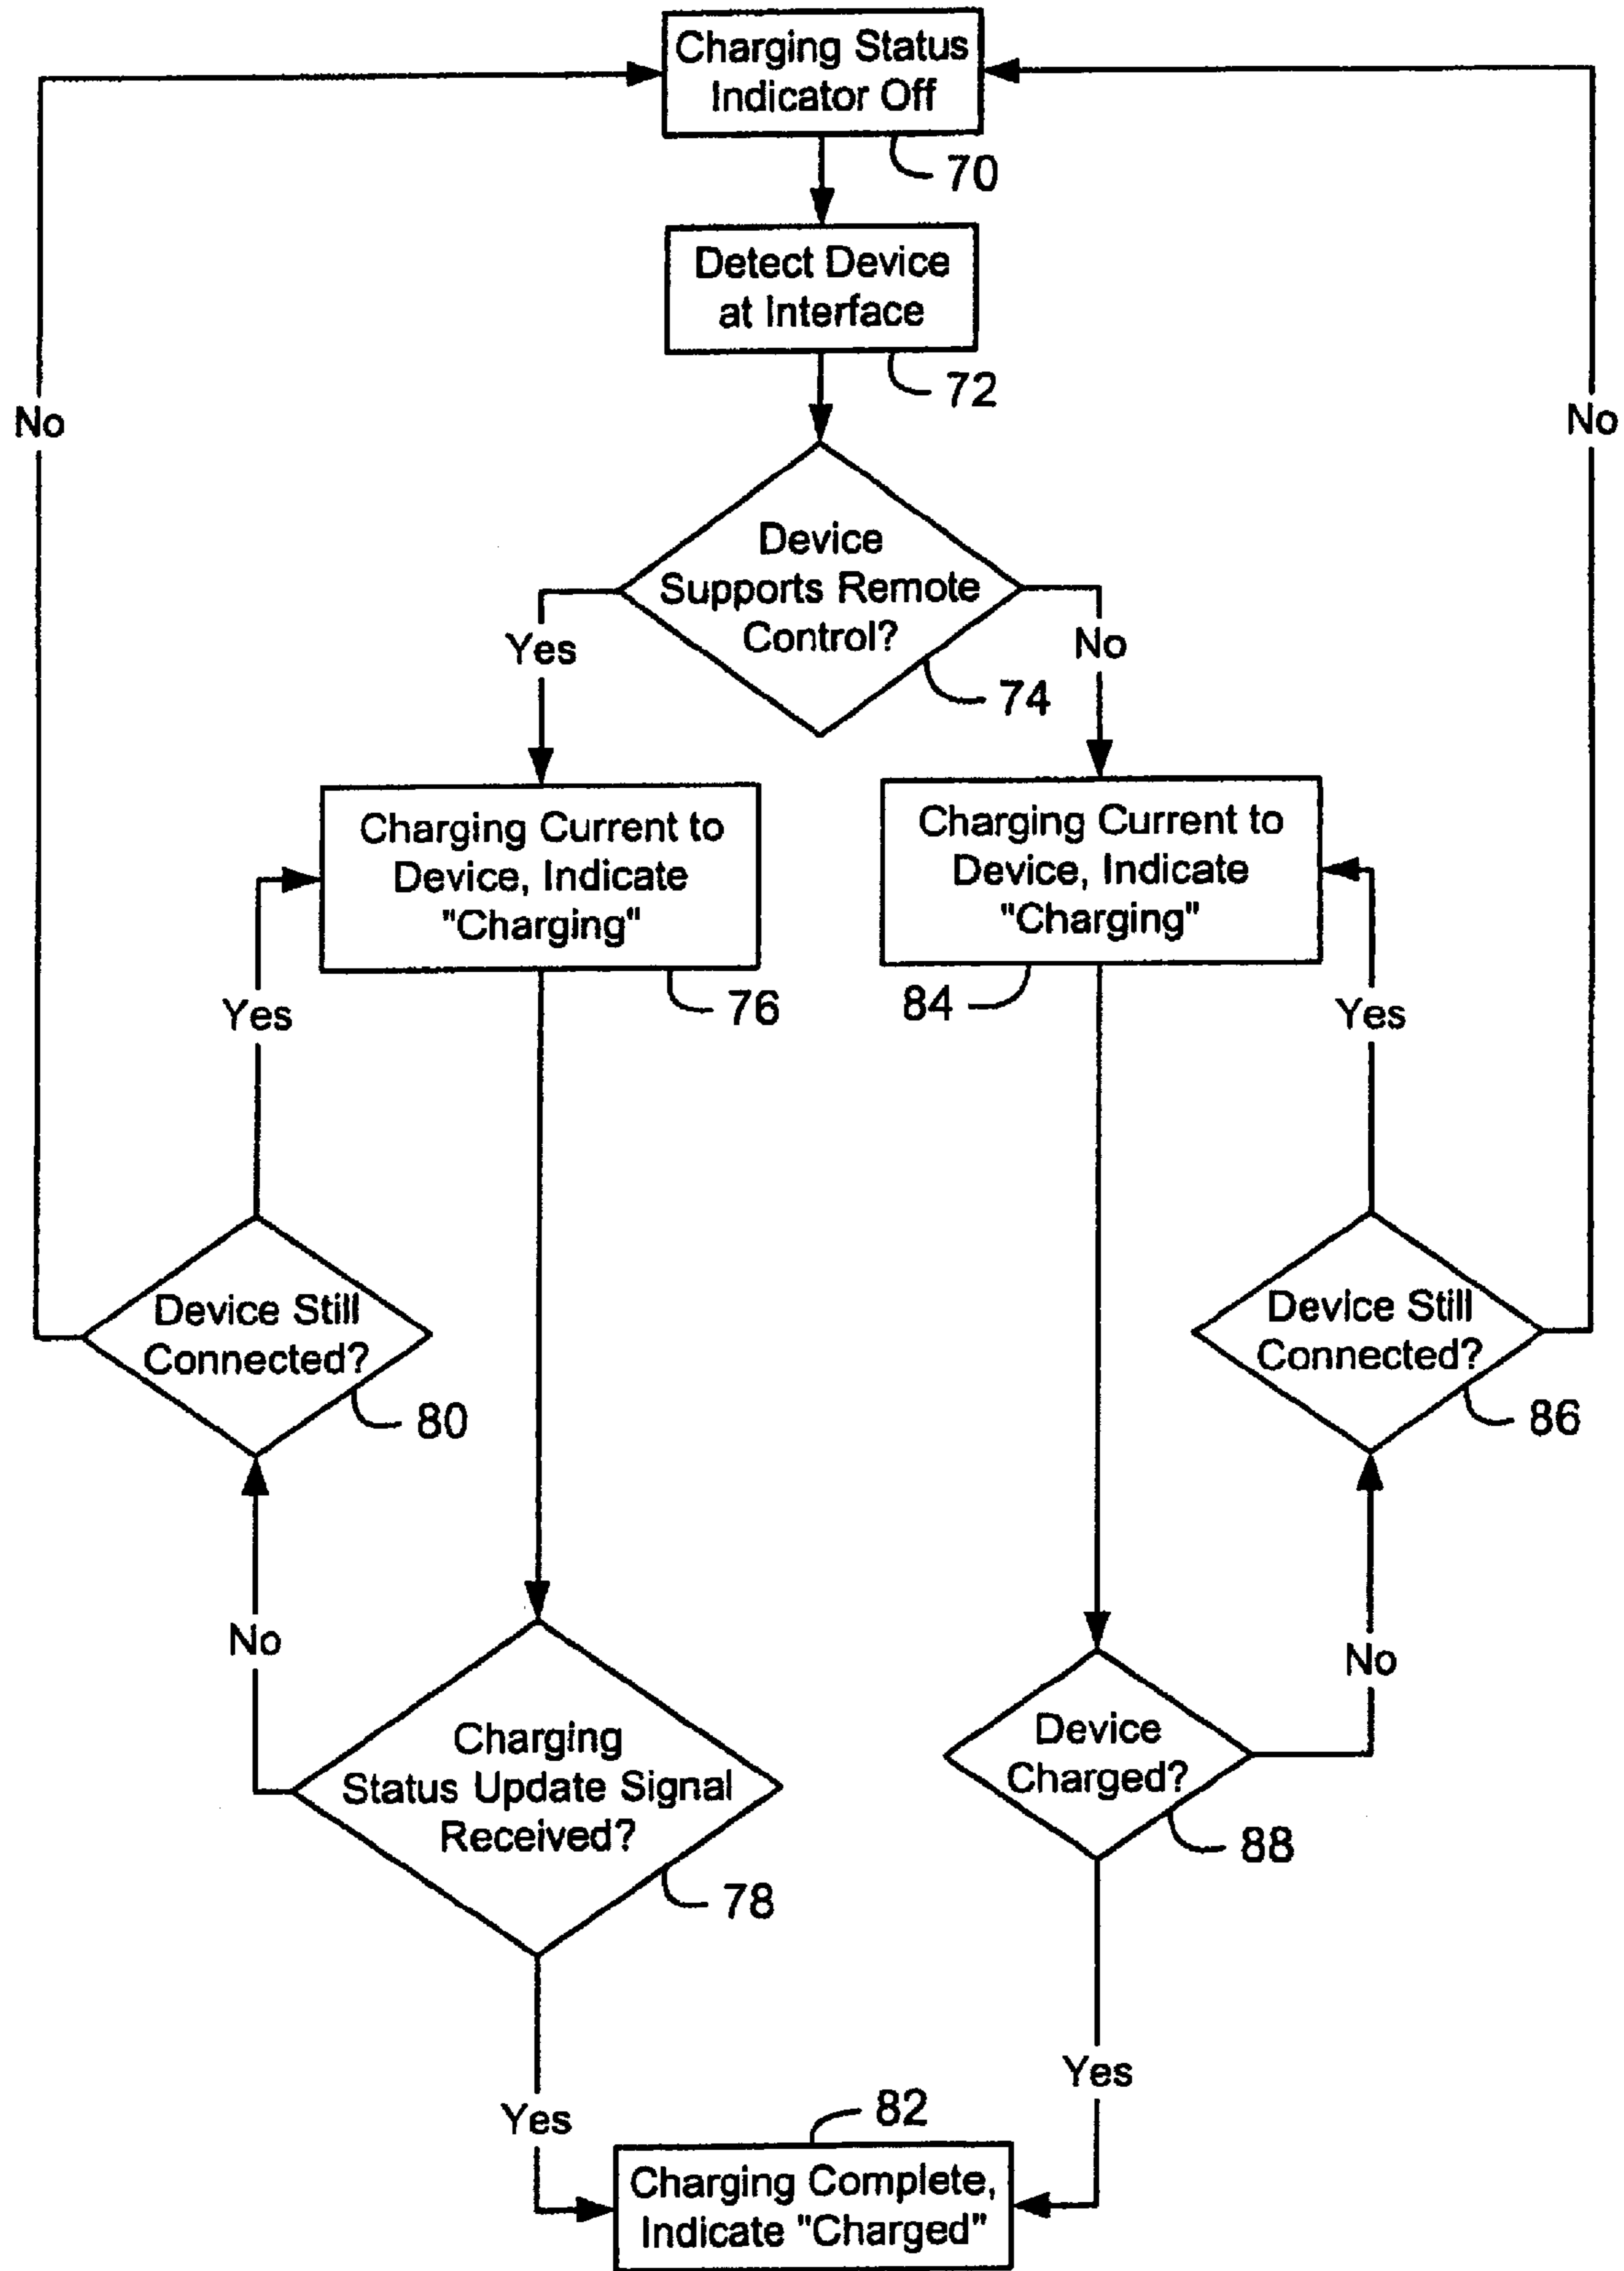 Charging Status
Indicator Off
70
Detect Device
at Interface
72
No
No
Device
Supports Remote
Control?
74
Yes
No
Charging Current to
Device, Indicate
"Charging"
76
Charging Current to
Device, Indicate
"Charging"
84
Yes
Yes
Device Still
Connected?
80
Device Still
Connected?
86
No
No
Charging
Status Update Signal
Received?
78
Device
Charged?
88
Yes
Yes
82
Charging Complete,
Indicate "Charged"